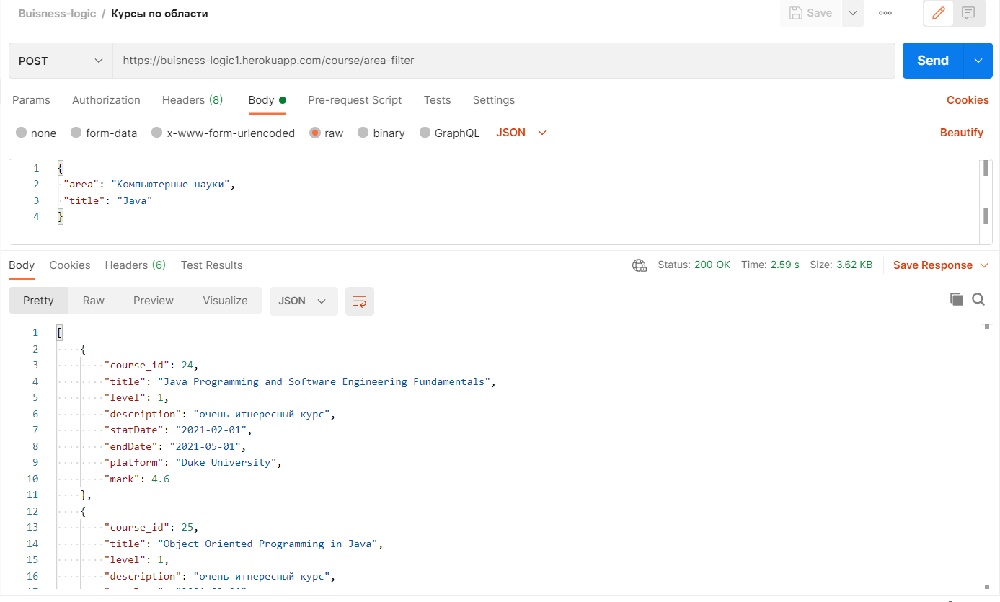 Buisness-logic / Курсы по области
Save
POST https://buisness-logic1.herokuapp.com/course/area-filter Send
Params Authorization Headers (8) Body Pre-request Script Tests Settings Cookies
none form-data x-www-form-urlencoded raw binary GraphQL JSON Beautify
1 {
2 "area": "Компьютерные науки",
3 "title": "Java"
4 }
Body Cookies Headers (6) Test Results Status: 200 OK Time: 2.59 s Size: 3.62 KB Save Response
Pretty Raw Preview Visualize JSON
1 [
2 {
3 "course_id": 24,
4 "title": "Java Programming and Software Engineering Fundamentals",
5 "level": 1,
6 "description": "очень итнересный курс",
7 "statDate": "2021-02-01",
8 "endDate": "2021-05-01",
9 "platform": "Duke University",
10 "mark": 4.6
11 },
12 {
13 "course_id": 25,
14 "title": "Object Oriented Programming in Java",
15 "level": 1,
16 "description": "очень итнересный курс",